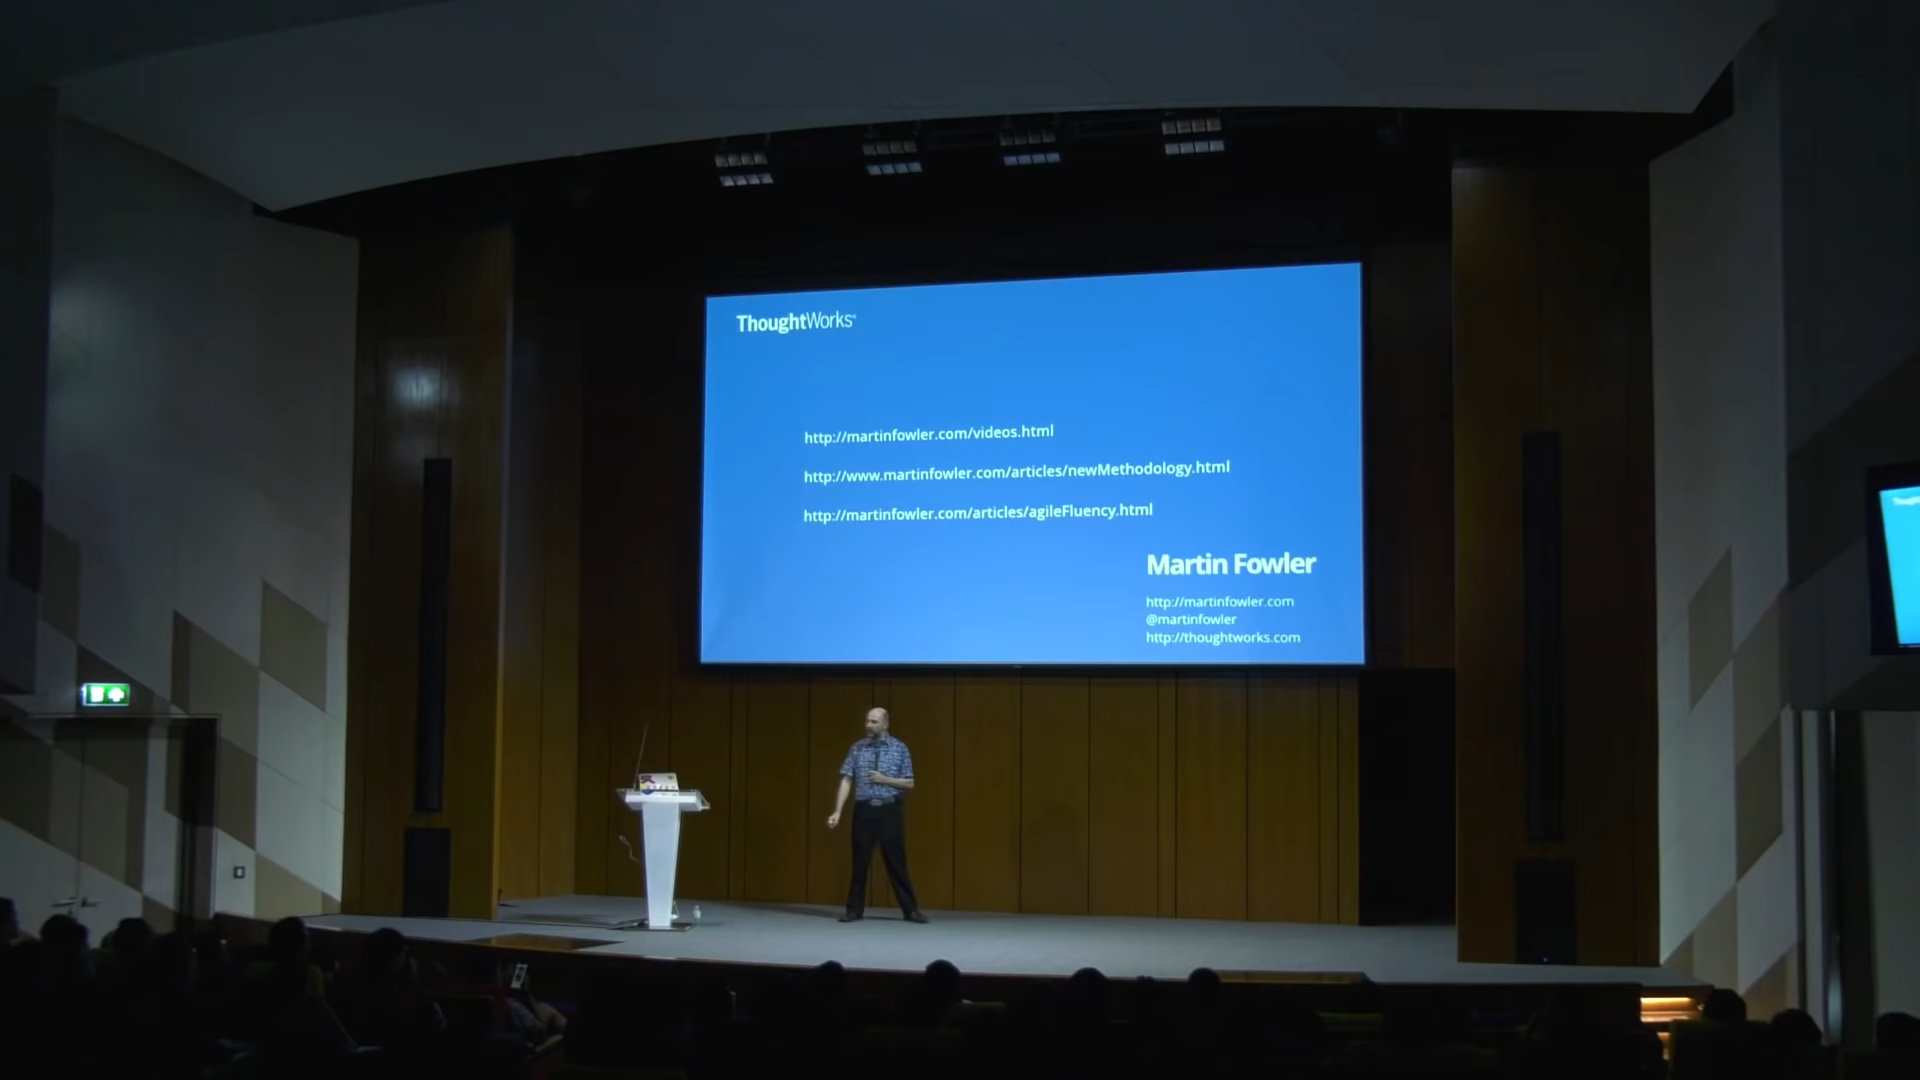 ThoughtWorks®
http://martinfowler.com/videos.html
http://www.martinfowler.com/articles/newMethodology.html
http://martinfowler.com/articles/agileFluency.html
Martin Fowler
http://martinfowler.com
@martinfowler
http://thoughtworks.com